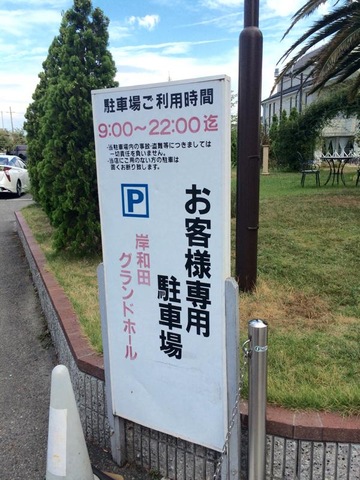 駐車場ご利用時間
9:00〜22:00迄
・当駐車場内の事故・盗難等につきましては
一切責任を負いません。
・当店にご用のない方の駐車は
固くお断り致します。
P
お客様専用
駐車場
岸和田
グランドホール